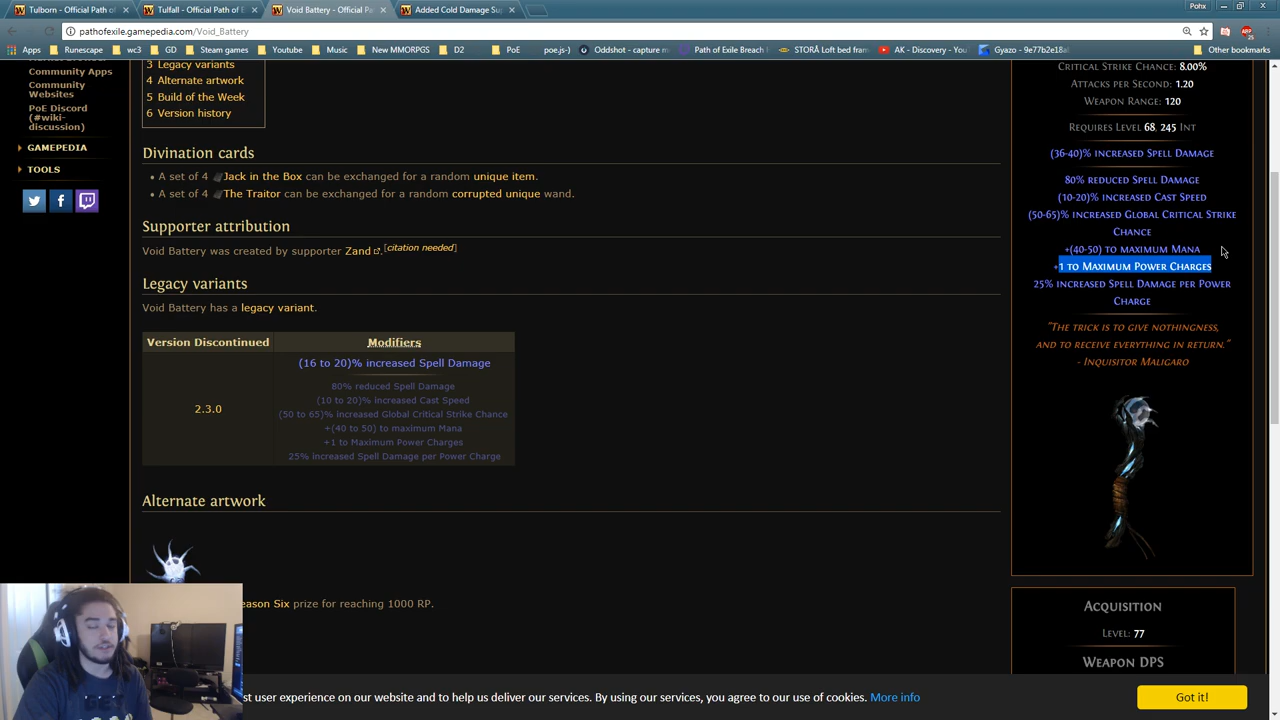 Tulborn - Official Path o
Tulfall - Official Path of E
Void Battery - Official Pa
Added Cold Damage Su
Pohx
pathofexile.gamepedia.com/Void_Battery
Apps
Runescape
wc3
GD
Steam games
Youtube
Music
New MMORPGS
D2
PoE
poe.js-)
Oddshot - capture m
Path of Exile Breach
STORÅ Loft bed fram
AK - Discovery - You
Gyazo - 9e77b2e18a
Other bookmarks
Community Apps
Community
Websites
PoE Discord
(#wiki-
discussion)
GAMEPEDIA
TOOLS
3 Legacy variants
4 Alternate artwork
5 Build of the Week
6 Version history
Divination cards
A set of 4 Jack in the Box can be exchanged for a random unique item.
A set of 4 The Traitor can be exchanged for a random corrupted unique wand.
Supporter attribution
Void Battery was created by supporter Zand.[citation needed]
Legacy variants
Void Battery has a legacy variant.
Version Discontinued
Modifiers
2.3.0
(16 to 20)% increased Spell Damage
80% reduced Spell Damage
(10 to 20)% increased Cast Speed
(50 to 65)% increased Global Critical Strike Chance
+(40 to 50) to maximum Mana
+1 to Maximum Power Charges
25% increased Spell Damage per Power Charge
Alternate artwork
eason Six prize for reaching 1000 RP.
Critical Strike Chance: 8.00%
Attacks per Second: 1.20
Weapon Range: 120
Requires Level 68, 245 Int
(36-40)% increased Spell Damage
80% reduced Spell Damage
(10-20)% increased Cast Speed
(50-65)% increased Global Critical Strike
Chance
+(40-50) to maximum Mana
+1 to Maximum Power Charges
25% increased Spell Damage per Power
Charge
"The trick is to give nothingness,
and to receive everything in return."
- Inquisitor Maligaro
Acquisition
Level: 77
Weapon DPS
st user experience on our website and to help us deliver our services. By using our services, you agree to our use of cookies. More info
Got it!